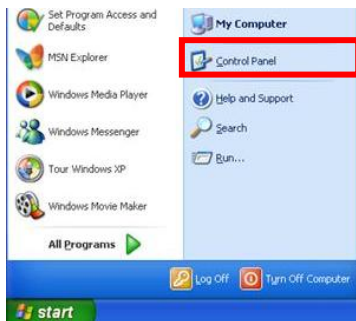 Set Program Access and
Defaults
MSN Explorer
Windows Media Player
Windows Messenger
Tour Windows XP
Windows Movie Maker
All Programs
My Computer
Control Panel
Help and Support
Search
Run...
Log Off
Turn Off Computer
start